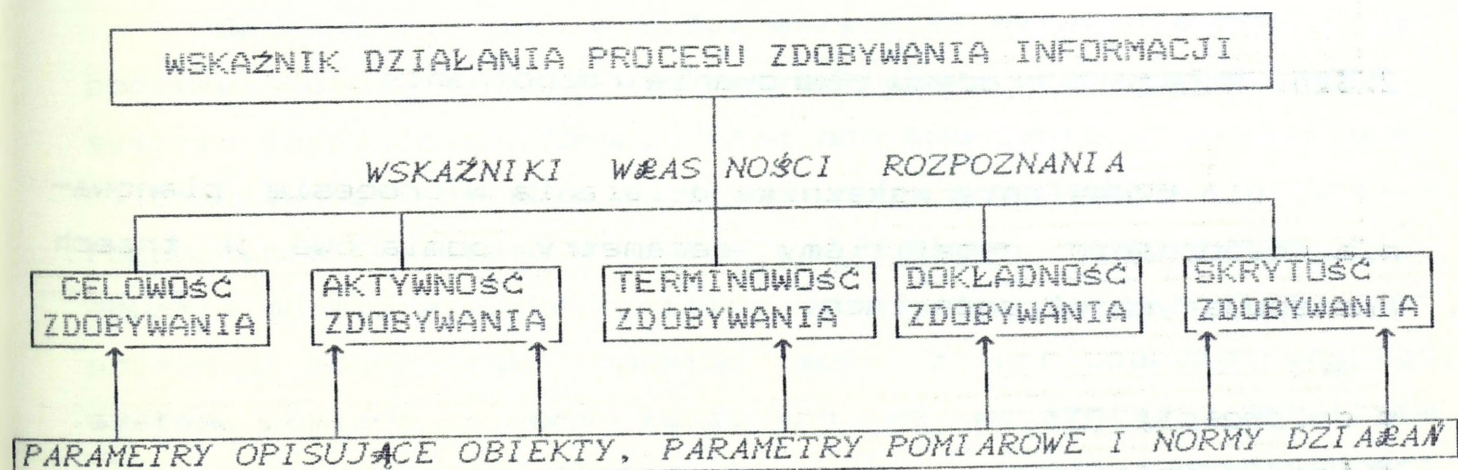 WSKAŹNIK DZIAŁANIA PROCESU ZDOBYWANIA INFORMACJI
WSKAŹNIKI WŁASNOŚCI ROZPOZNANIA
CELOWOŚĆ
ZDOBYWANIA
AKTYWNOŚĆ
ZDOBYWANIA
TERMINOWOŚĆ
ZDOBYWANIA
DOKŁADNOŚĆ
ZDOBYWANIA
SKRYTOŚĆ
ZDOBYWANIA
PARAMETRY OPISUJĄCE OBIEKTY, PARAMETRY POMIAROWE I NORMY DZIAŁAŃ